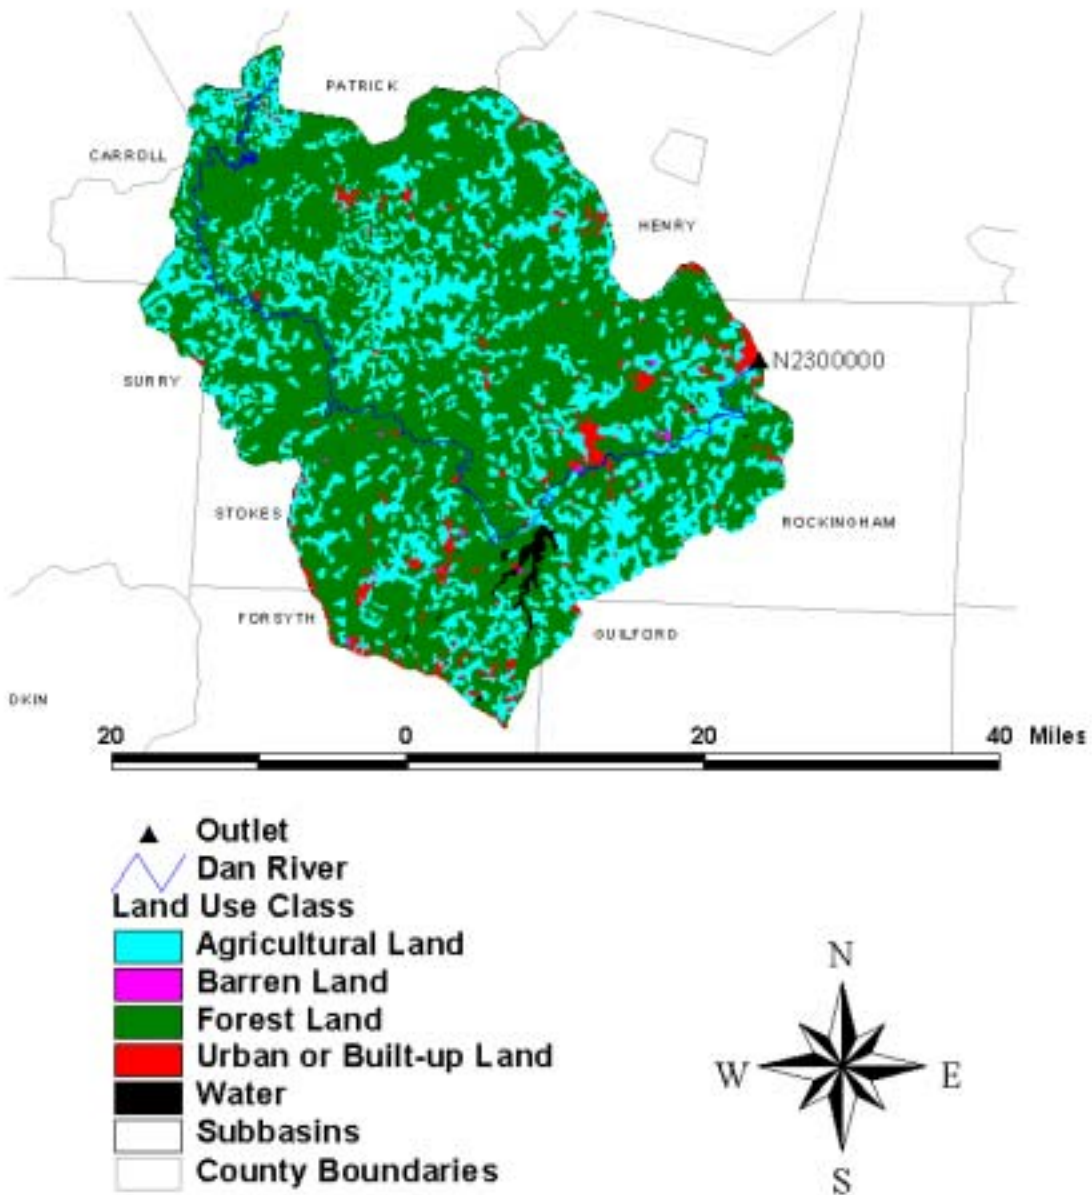 PATRICK
CARROLL
HENRY
N2300000
SURRY
STOKES
ROCKINGHAM
FORSYTH
GUILFORD
DKIN
20 0 20 40 Miles
Outlet
Dan River
Land Use Class
Agricultural Land
Barren Land
Forest Land
Urban or Built-up Land
Water
Subbasins
County Boundaries
N
W E
S